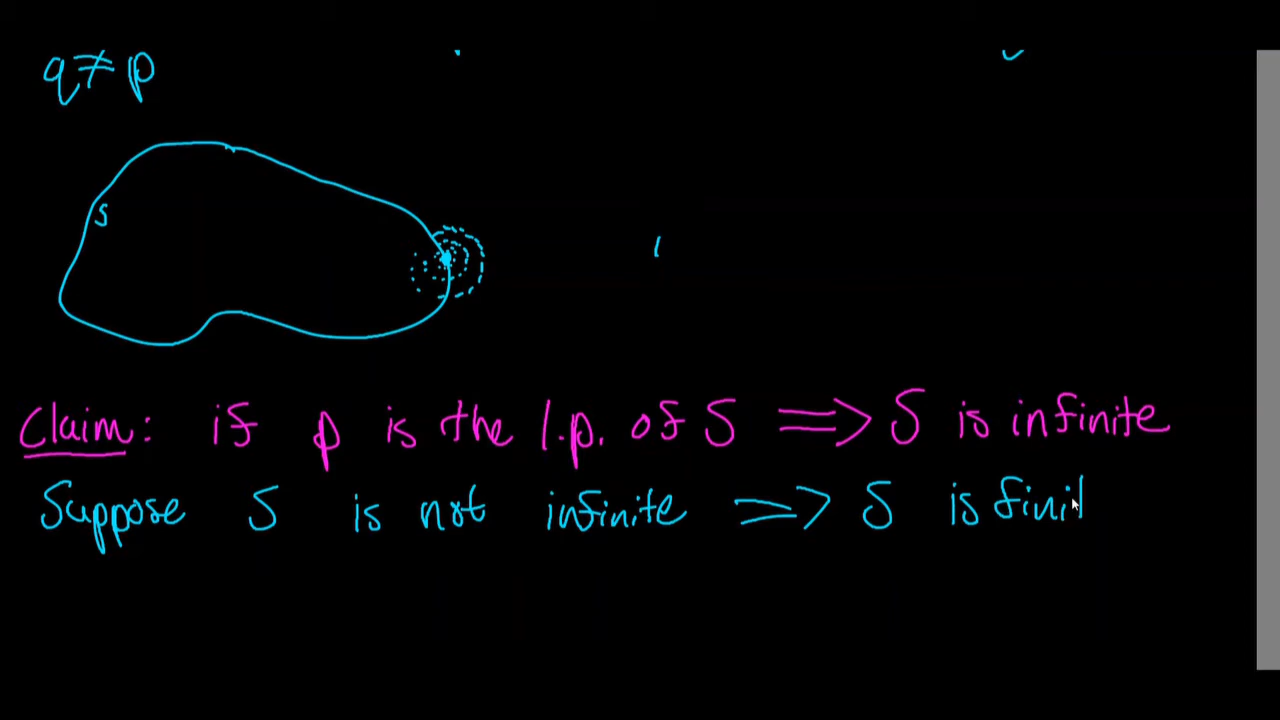 q ≠ p
S
Claim: if p is the l.p. of S => S is infinite
Suppose S is not infinite => S is finit